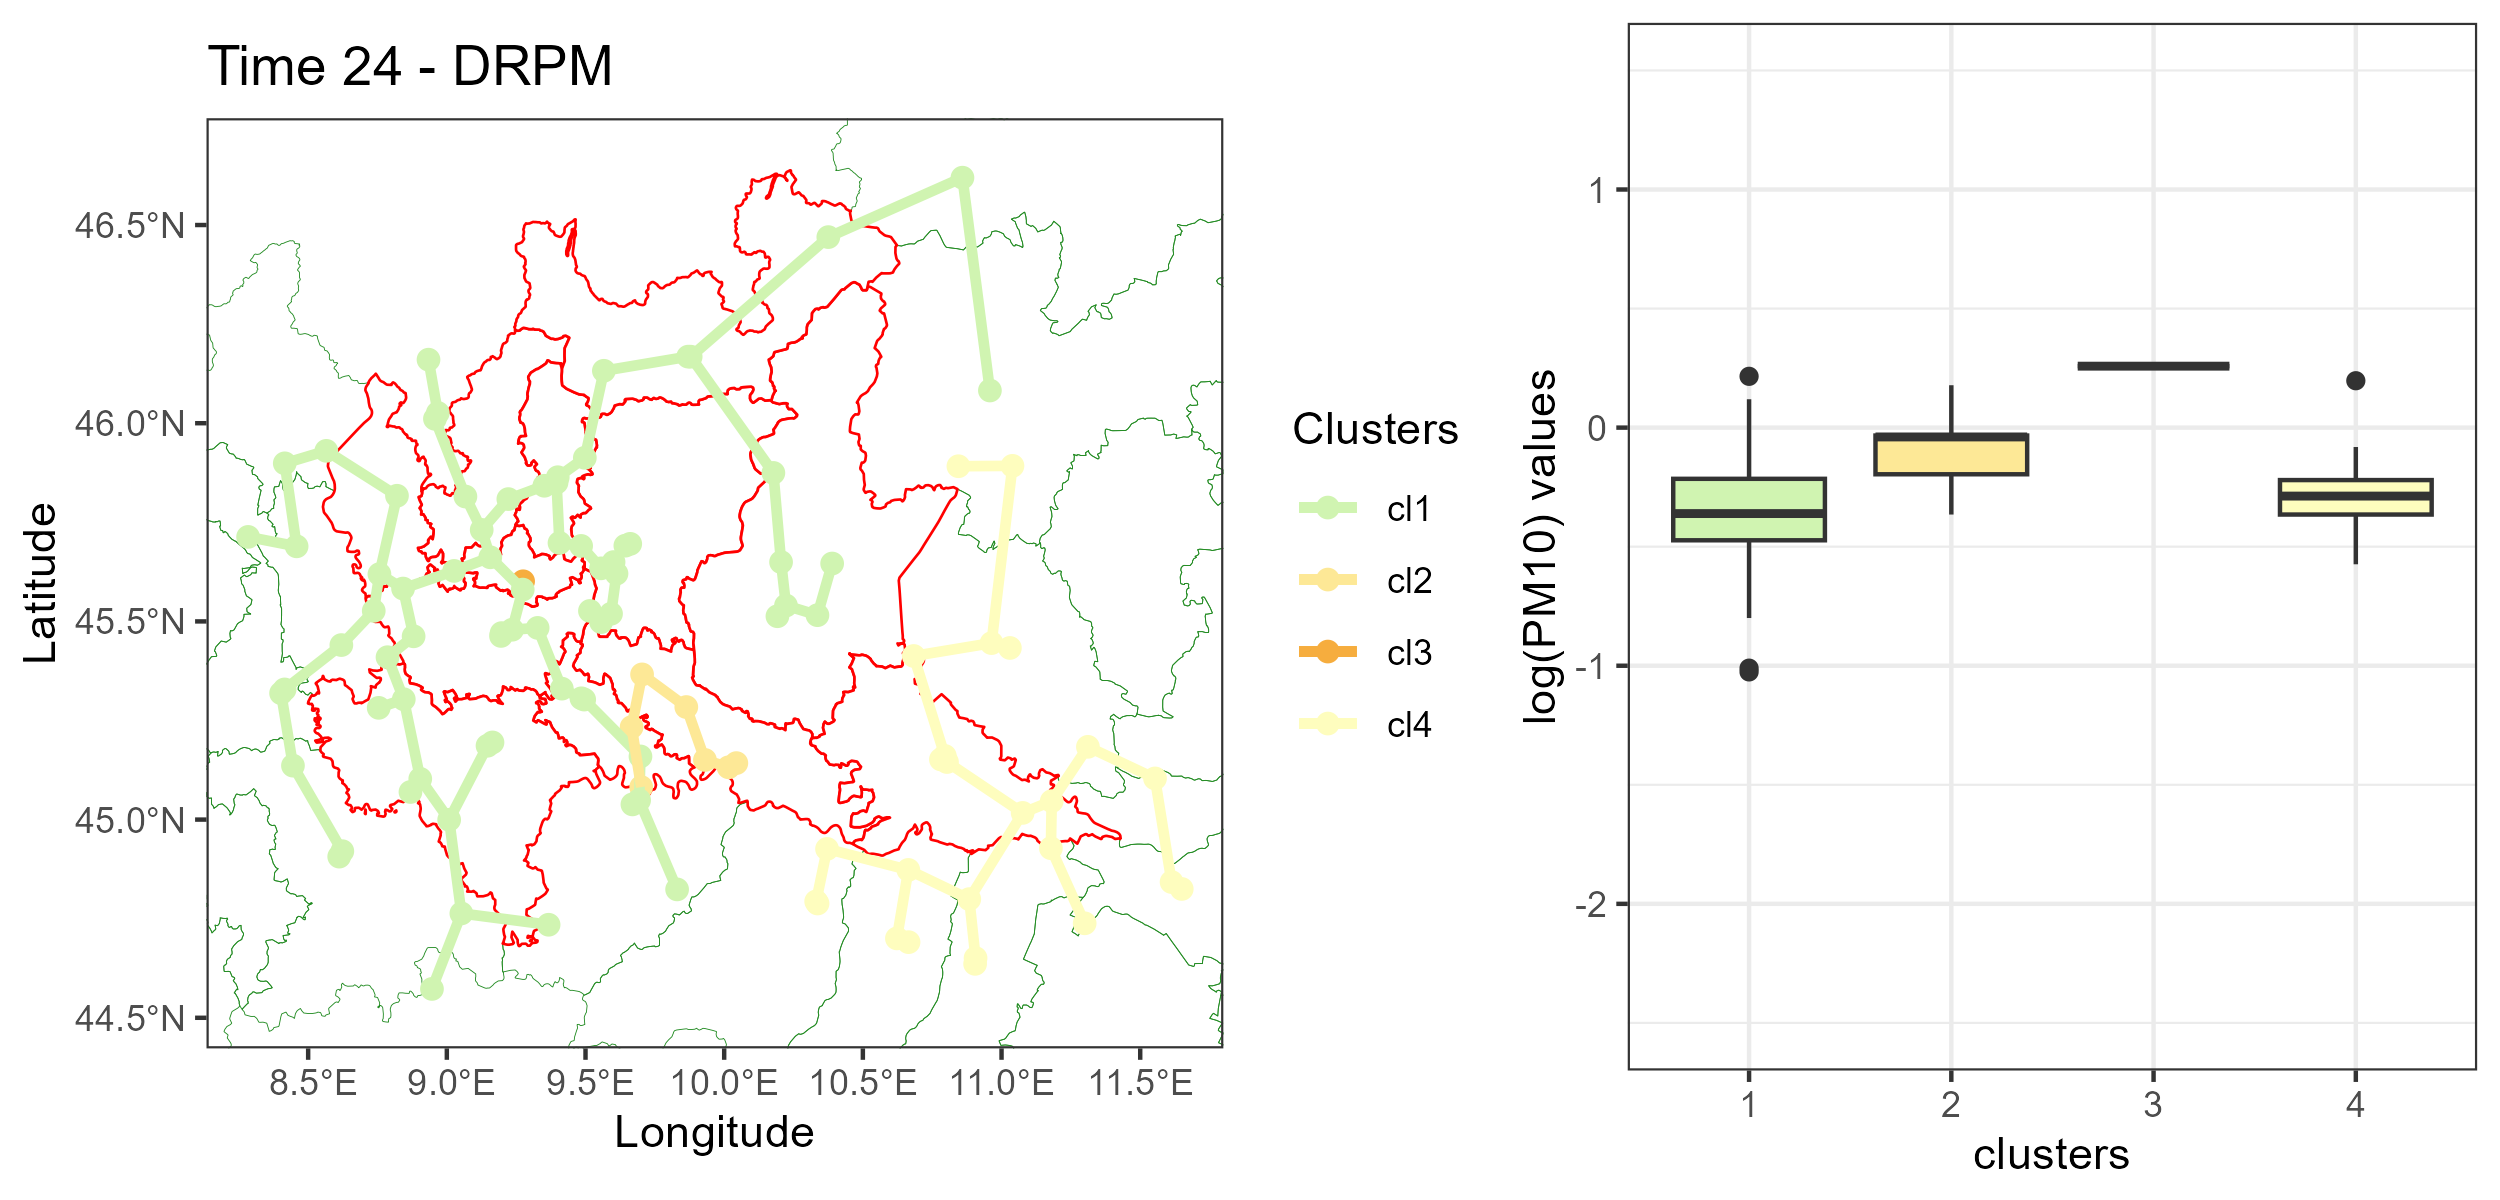 Time 24 - DRPM
Latitude
46.5°N
46.0°N
45.5°N
45.0°N
44.5°N
8.5°E
9.0°E
9.5°E
10.0°E
10.5°E
11.0°E
11.5°E
Longitude
Clusters
cl1
cl2
cl3
cl4
log(PM10) values
1
0
-1
-2
1
2
3
4
clusters